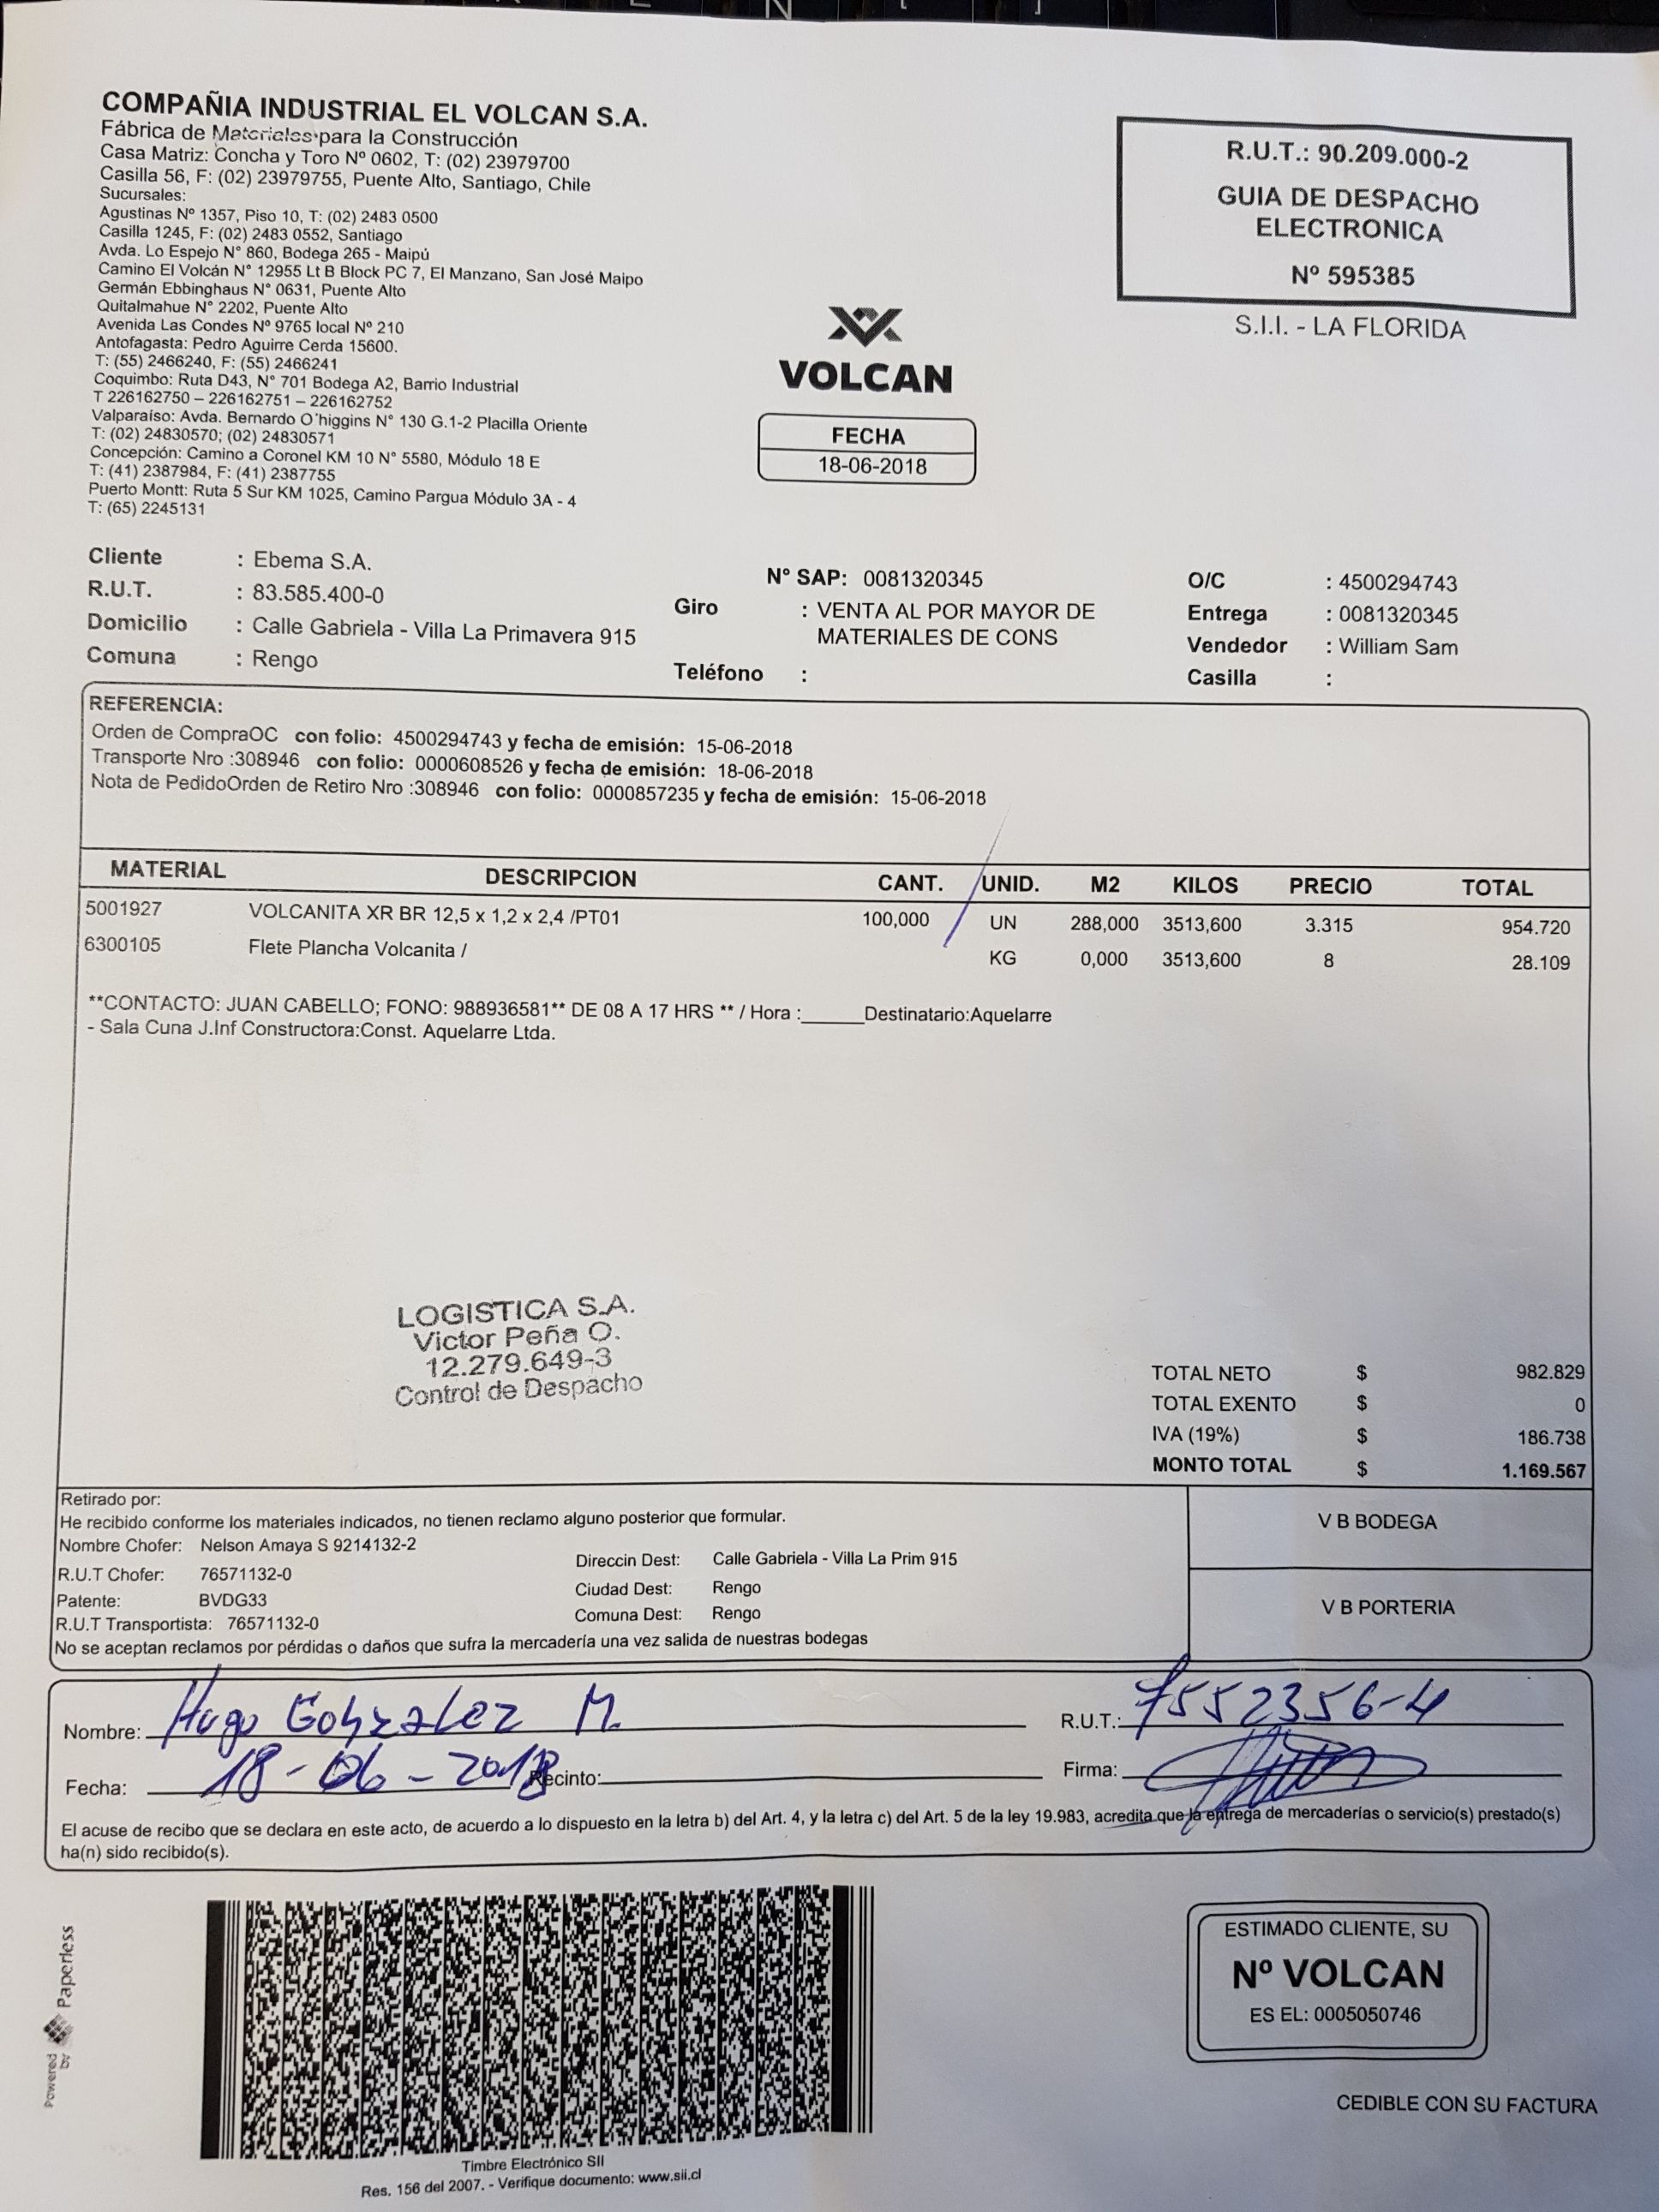 COMPAÑIA INDUSTRIAL EL VOLCAN S.A.
Fábrica de Materiales para la Construcción
Casa Matriz: Concha y Toro Nº 0602, T: (02) 23979700
Casilla 56, F: (02) 23979755, Puente Alto, Santiago, Chile
Sucursales:
Agustinas Nº 1357, Piso 10, T: (02) 2483 0500
Casilla 1245, F: (02) 2483 0552, Santiago
Avda. Lo Espejo N° 860, Bodega 265 - Maipú
Camino El Volcán N° 12955 Lt B Block PC 7, El Manzano, San José Maipo
Germán Ebbinghaus N° 0631, Puente Alto
Quitalmahue N° 2202, Puente Alto
Avenida Las Condes Nº 9765 local Nº 210
Antofagasta: Pedro Aguirre Cerda 15600.
T: (55) 2466240, F: (55) 2466241
Coquimbo: Ruta D43, N° 701 Bodega A2, Barrio Industrial
T 226162750 – 226162751 – 226162752
Valparaíso: Avda. Bernardo O´higgins N° 130 G.1-2 Placilla Oriente
T: (02) 24830570; (02) 24830571
Concepción: Camino a Coronel KM 10 N° 5580, Módulo 18 E
T: (41) 2387984, F: (41) 2387755
Puerto Montt: Ruta 5 Sur KM 1025, Camino Pargua Módulo 3A - 4
T: (65) 2245131
R.U.T.: 90.209.000-2
GUIA DE DESPACHO
ELECTRONICA
Nº 595385
S.I.I. - LA FLORIDA
VOLCAN
FECHA
18-06-2018
Cliente : Ebema S.A.
R.U.T. : 83.585.400-0
Domicilio : Calle Gabriela - Villa La Primavera 915
Comuna : Rengo
N° SAP: 0081320345
Giro : VENTA AL POR MAYOR DE
MATERIALES DE CONS
Teléfono :
O/C : 4500294743
Entrega : 0081320345
Vendedor : William Sam
Casilla :
REFERENCIA:
Orden de CompraOC con folio: 4500294743 y fecha de emisión: 15-06-2018
Transporte Nro :308946 con folio: 0000608526 y fecha de emisión: 18-06-2018
Nota de PedidoOrden de Retiro Nro :308946 con folio: 0000857235 y fecha de emisión: 15-06-2018
MATERIAL DESCRIPCION CANT. UNID. M2 KILOS PRECIO TOTAL
5001927 VOLCANITA XR BR 12,5 x 1,2 x 2,4 /PT01 100,000 UN 288,000 3513,600 3.315 954.720
6300105 Flete Plancha Volcanita / KG 0,000 3513,600 8 28.109
**CONTACTO: JUAN CABELLO; FONO: 988936581** DE 08 A 17 HRS ** / Hora :______Destinatario:Aquelarre
- Sala Cuna J.Inf Constructora:Const. Aquelarre Ltda.
LOGISTICA S.A.
Victor Peña O.
12.279.649-3
Control de Despacho
TOTAL NETO $ 982.829
TOTAL EXENTO $ 0
IVA (19%) $ 186.738
MONTO TOTAL $ 1.169.567
Retirado por:
He recibido conforme los materiales indicados, no tienen reclamo alguno posterior que formular.
Nombre Chofer: Nelson Amaya S 9214132-2
R.U.T Chofer: 76571132-0
Patente: BVDG33
R.U.T Transportista: 76571132-0
Direccin Dest: Calle Gabriela - Villa La Prim 915
Ciudad Dest: Rengo
Comuna Dest: Rengo
No se aceptan reclamos por pérdidas o daños que sufra la mercadería una vez salida de nuestras bodegas
V B BODEGA
V B PORTERIA
Nombre: Hugo Gonzalez M. R.U.T.: 7552356-4
Fecha: 18-06-2018 Recinto: Firma:
El acuse de recibo que se declara en este acto, de acuerdo a lo dispuesto en la letra b) del Art. 4, y la letra c) del Art. 5 de la ley 19.983, acredita que la entrega de mercaderías o servicio(s) prestado(s)
ha(n) sido recibido(s).
Powered by Paperless
Timbre Electrónico SII
Res. 156 del 2007. - Verifique documento: www.sii.cl
ESTIMADO CLIENTE, SU
Nº VOLCAN
ES EL: 0005050746
CEDIBLE CON SU FACTURA